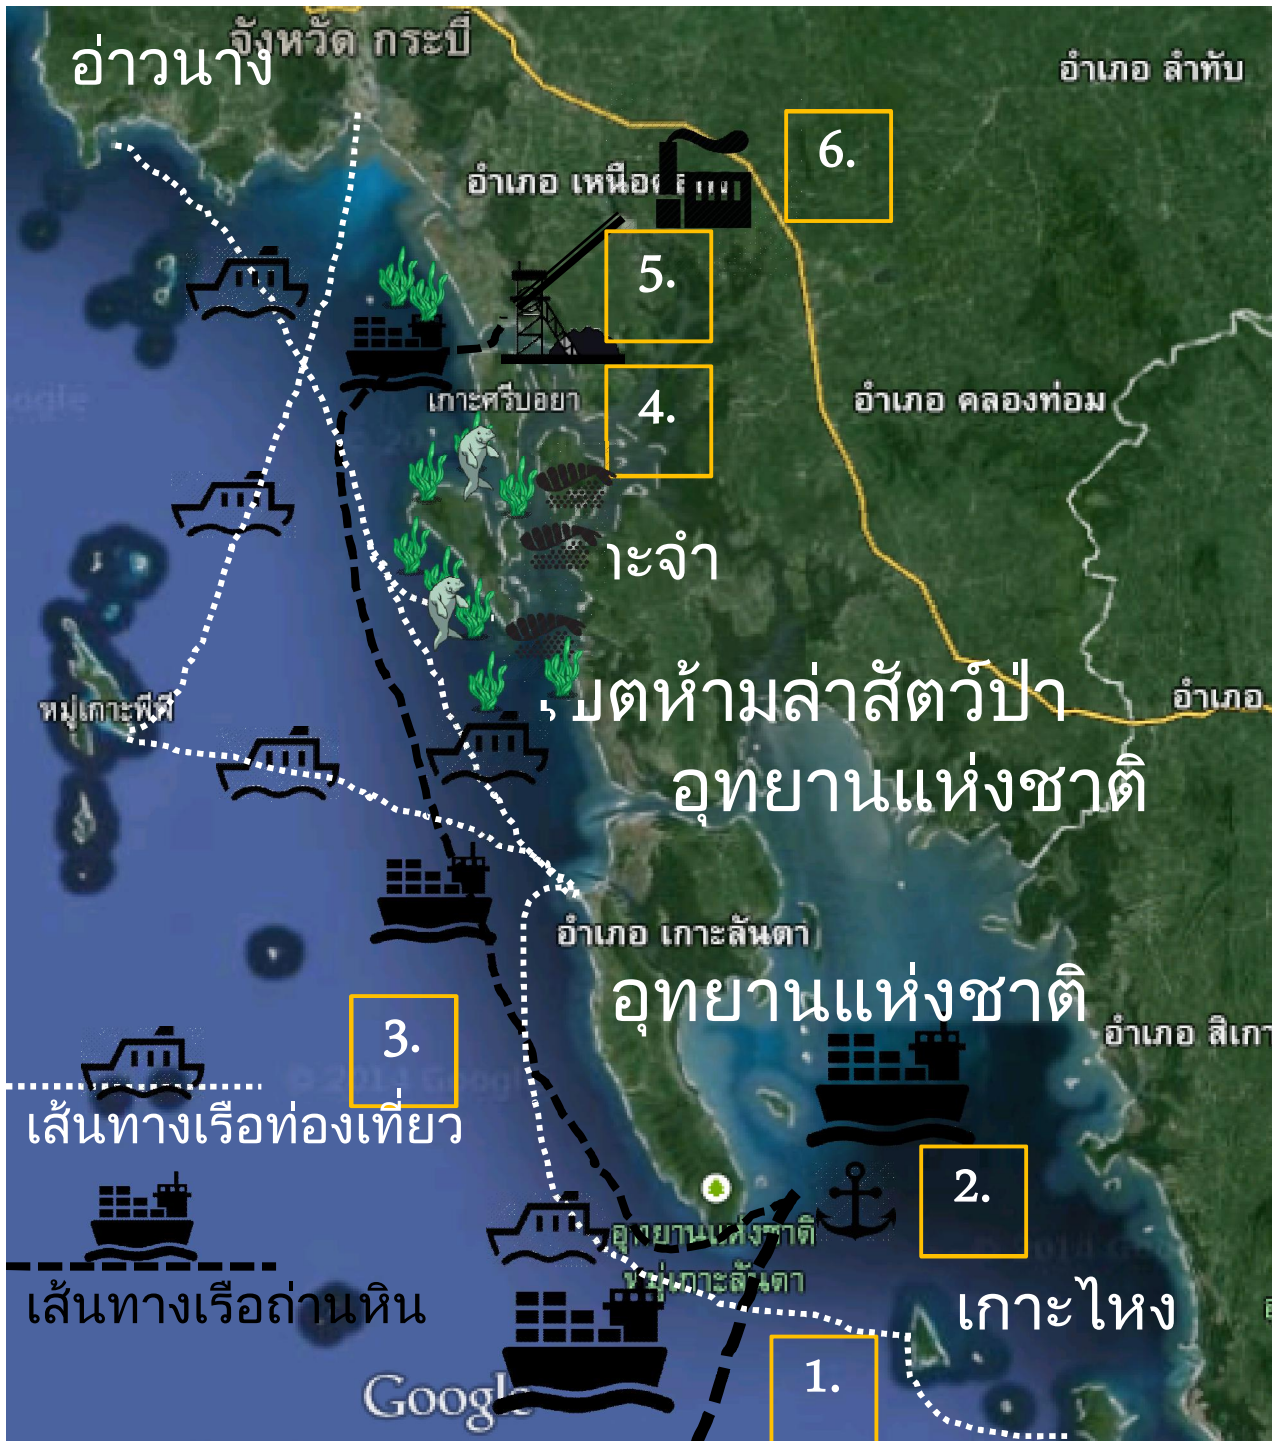 จังหวัด กระบี่
อ่าวนาง
อำเภอ ลำทับ
6.
อำเภอ เหนือคลอง
5.
เกาะศรีบอยา
4.
อำเภอ คลองท่อม
าะจำ
หมู่เกาะพีพี
ขตห้ามล่าสัตว์ป่า
อำเภอ
อุทยานแห่งชาติ
อำเภอ เกาะลันตา
อุทยานแห่งชาติ
3.
อำเภอ สิเกา
เส้นทางเรือท่องเที่ยว
2.
อุทยานแห่งชาติ
หมู่เกาะลันตา
เส้นทางเรือถ่านหิน
เกาะไหง
1.
Google